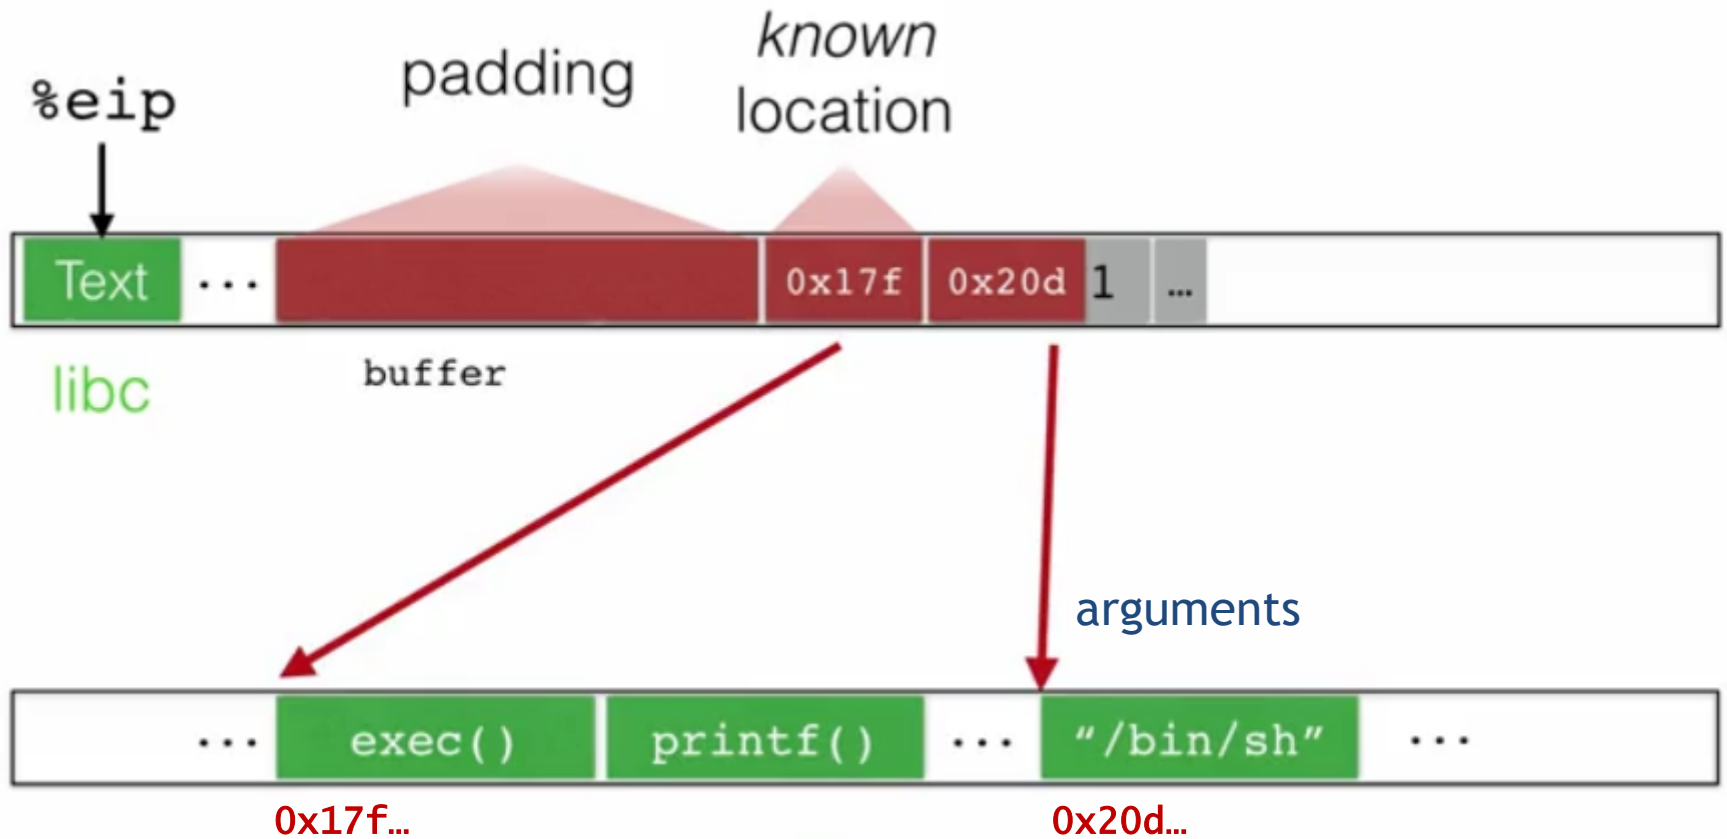 %eip
padding
known
location
Text ... 0x17f 0x20d 1 ...
libc
buffer
arguments
... exec() printf() ... “/bin/sh” ...
0x17f… 0x20d…